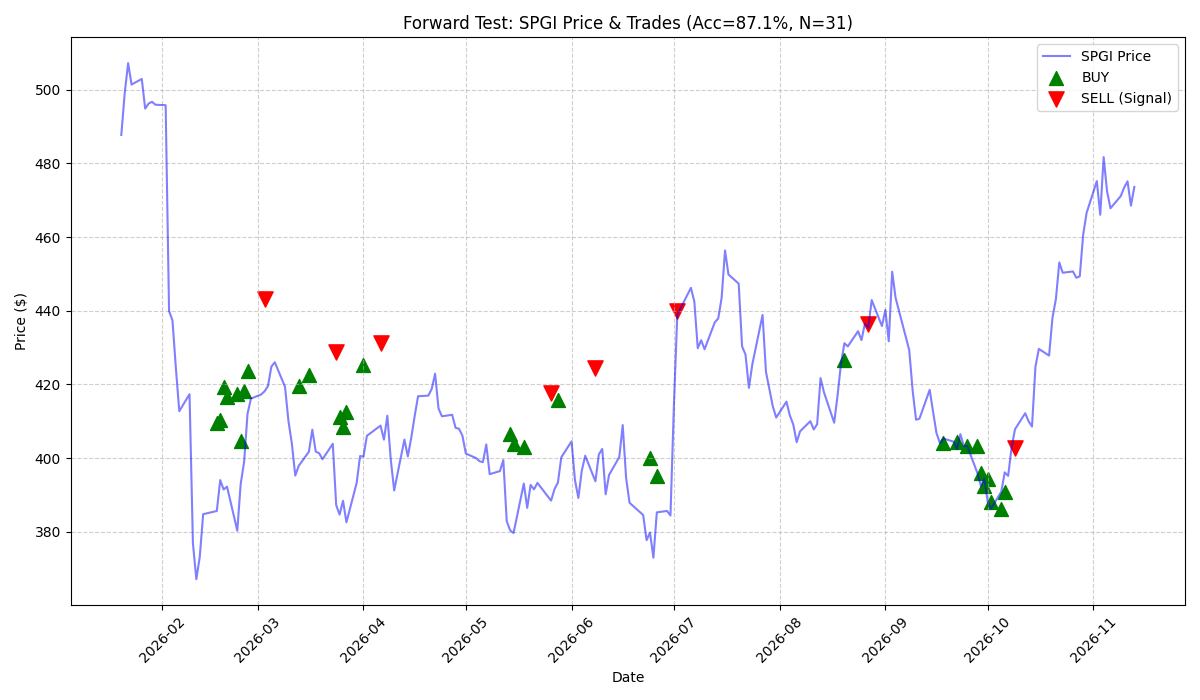 Forward Test: SPGI Price & Trades (Acc=87.1%, N=31)
SPGI Price
BUY
SELL (Signal)
Price ($)
500
480
460
440
420
400
380
2026-02
2026-03
2026-04
2026-05
2026-06
2026-07
2026-08
2026-09
2026-10
2026-11
Date